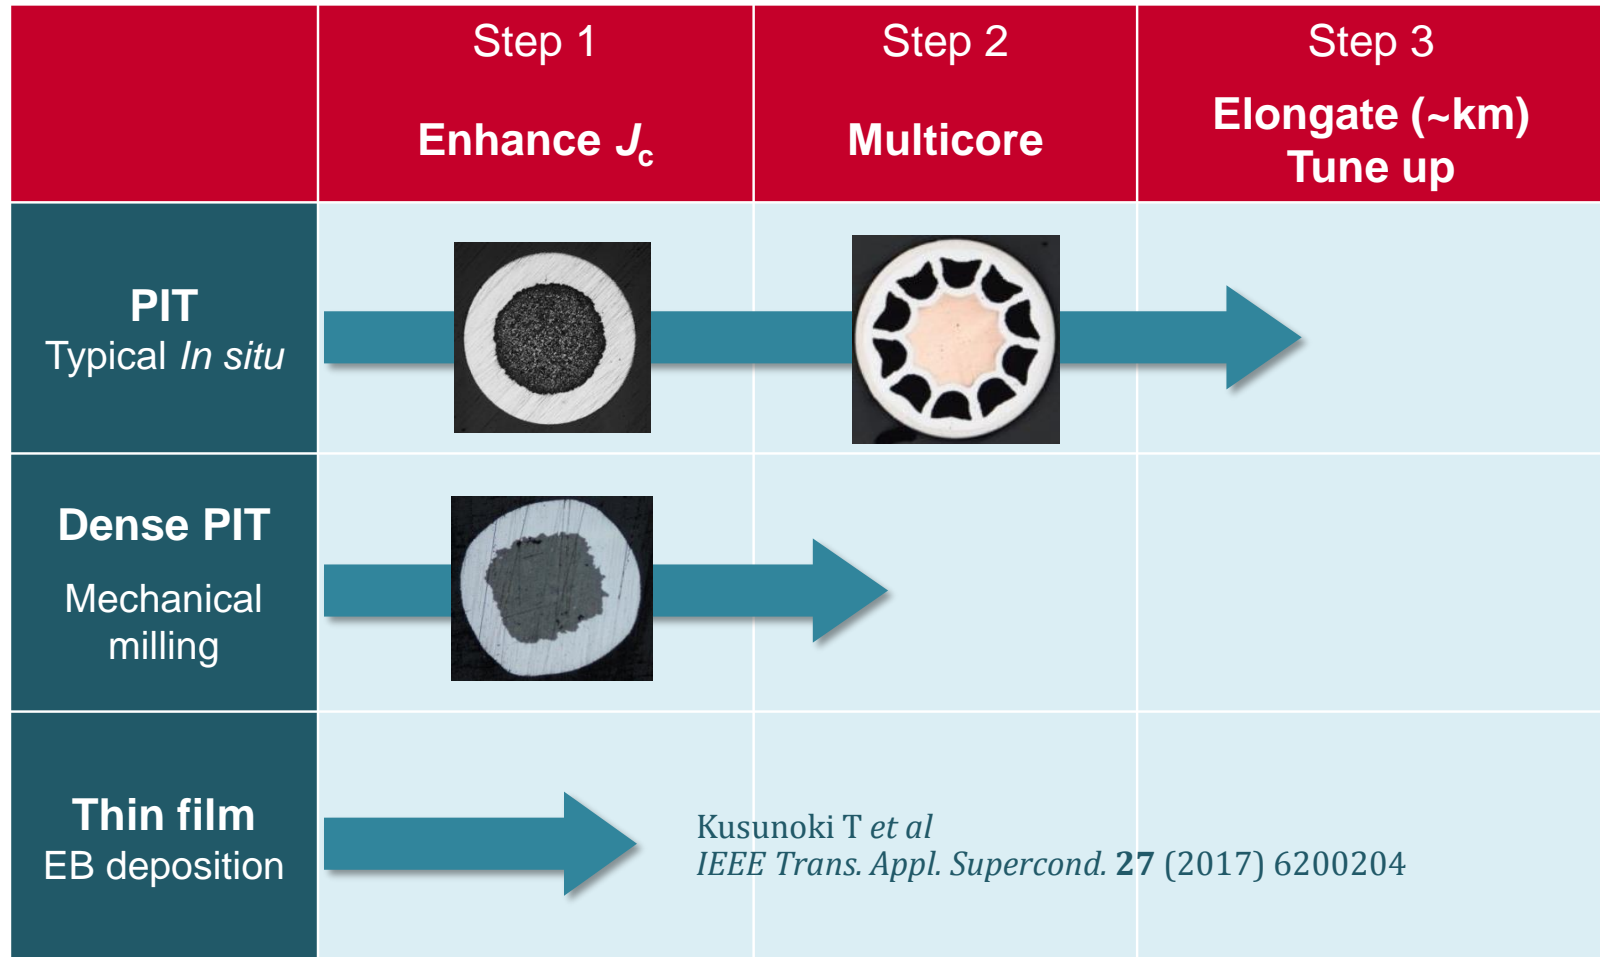 Step 1
Step 2
Step 3
Enhance Jc
Multicore
Elongate (~km)
Tune up
PIT
Typical In situ
Dense PIT
Mechanical
milling
Thin film
EB deposition
Kusunoki T et al
IEEE Trans. Appl. Supercond. 27 (2017) 6200204